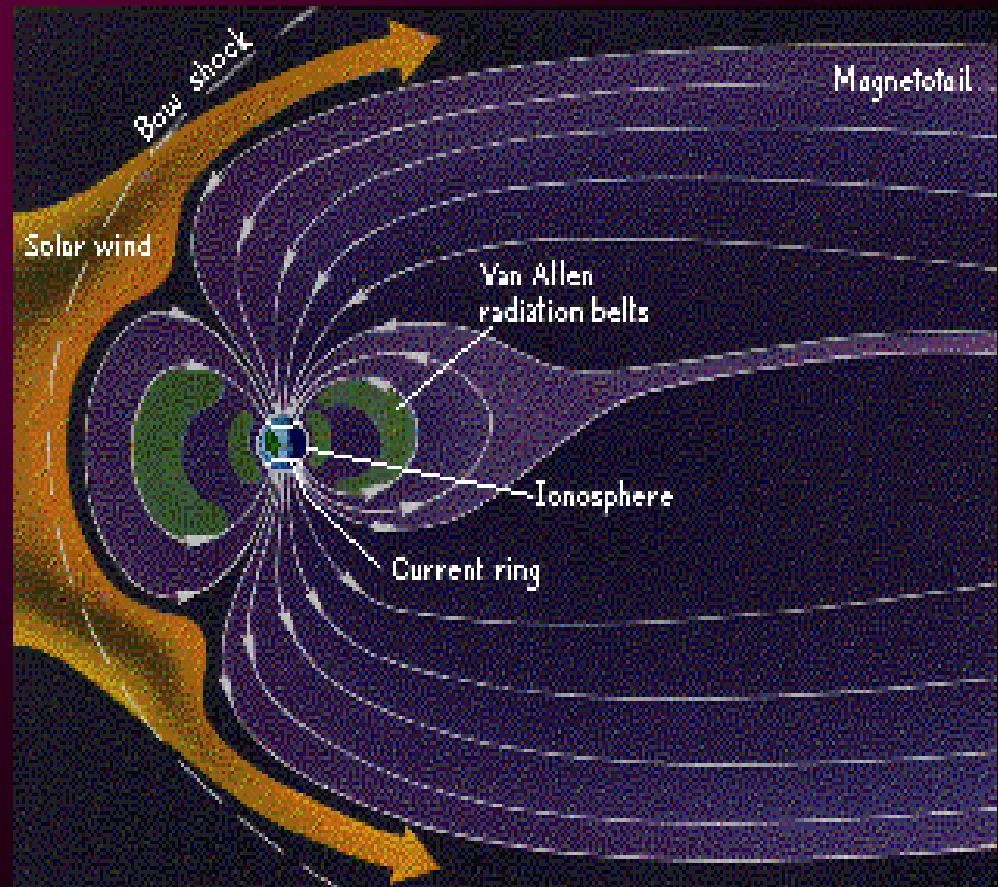 Bow shock
Magnetotail
Solar wind
Van Allen
radiation belts
Ionosphere
Current ring